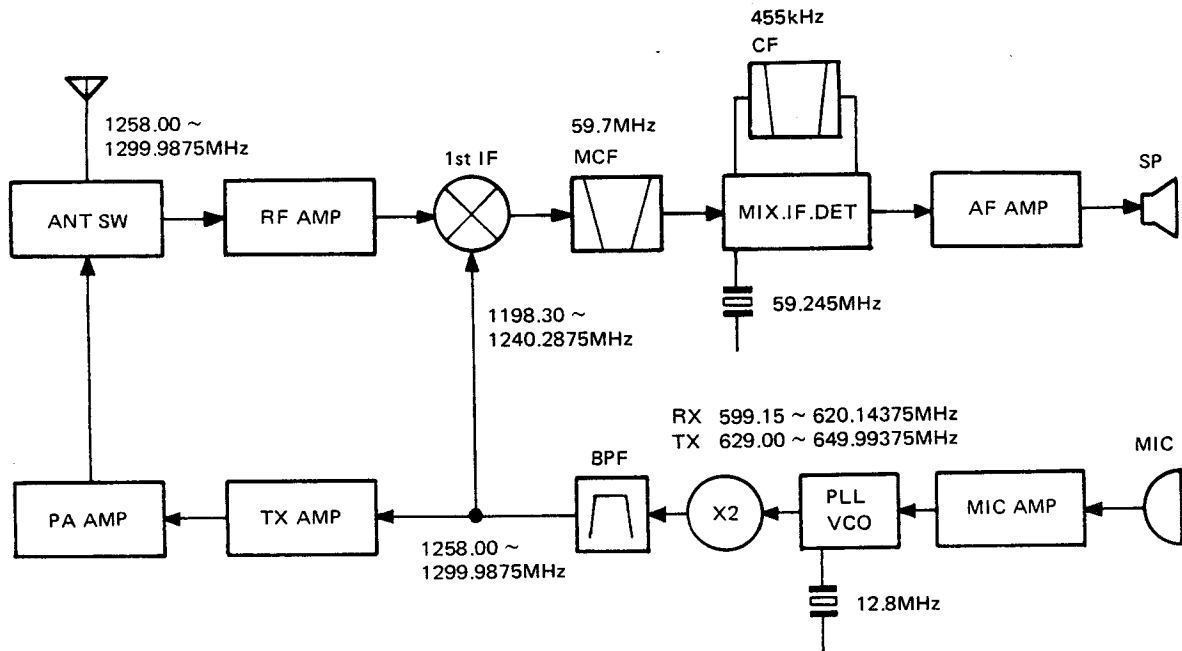 455kHz
CF
1258.00 ~
1299.9875MHz
59.7MHz
MCF
1st IF
SP
ANT SW
RF AMP
MIX.IF.DET
AF AMP
59.245MHz
1198.30 ~
1240.2875MHz
RX 599.15 ~ 620.14375MHz
TX 629.00 ~ 649.99375MHz
MIC
BPF
PA AMP
TX AMP
X2
PLL
VCO
MIC AMP
1258.00 ~
1299.9875MHz
12.8MHz